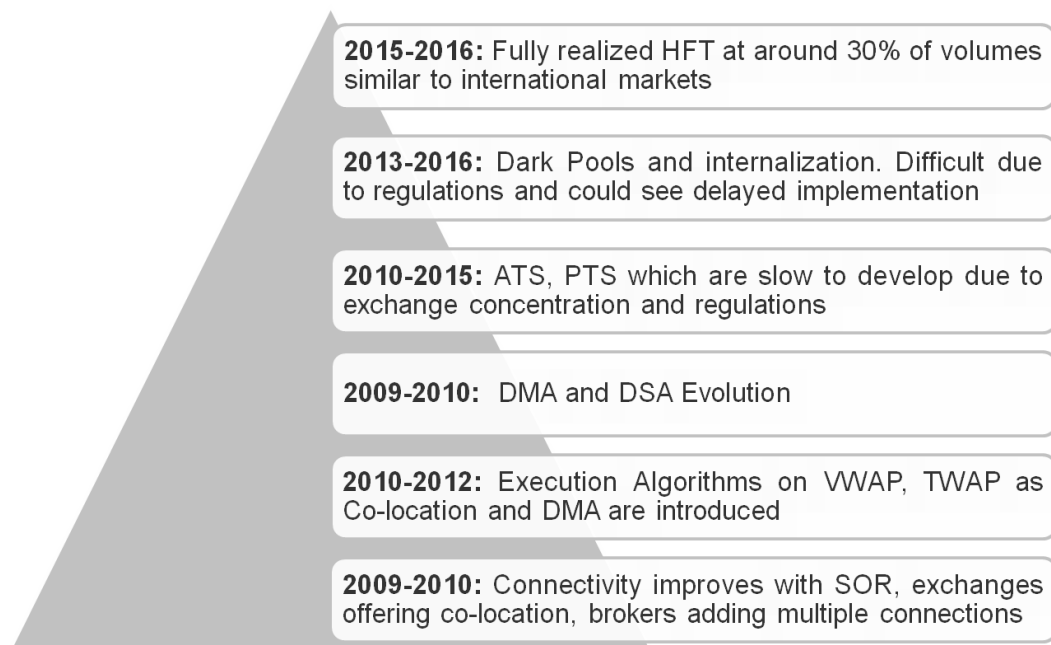 2015-2016: Fully realized HFT at around 30% of volumes
similar to international markets
2013-2016: Dark Pools and internalization. Difficult due
to regulations and could see delayed implementation
2010-2015: ATS, PTS which are slow to develop due to
exchange concentration and regulations
2009-2010: DMA and DSA Evolution
2010-2012: Execution Algorithms on VWAP, TWAP as
Co-location and DMA are introduced
2009-2010: Connectivity improves with SOR, exchanges
offering co-location, brokers adding multiple connections